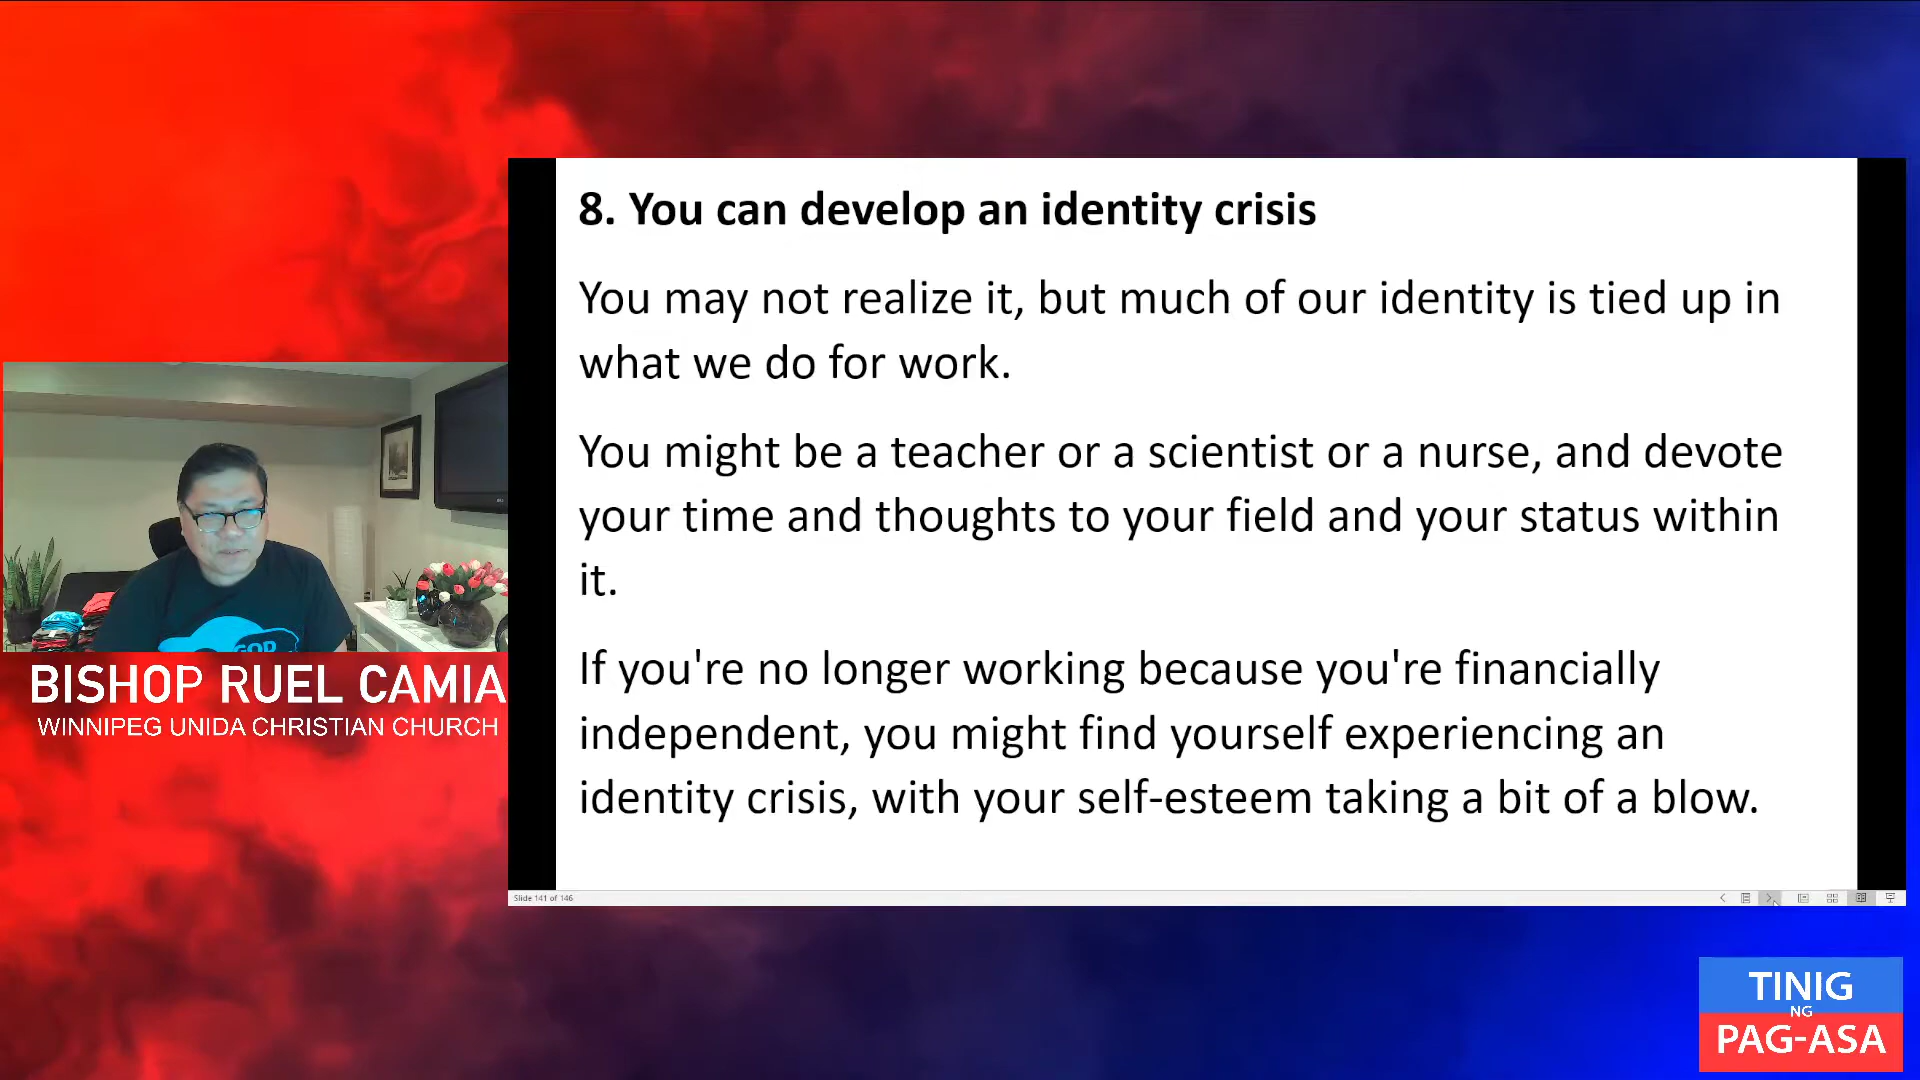 8. You can develop an identity crisis
You may not realize it, but much of our identity is tied up in
what we do for work.
You might be a teacher or a scientist or a nurse, and devote
your time and thoughts to your field and your status within
it.
If you're no longer working because you're financially
independent, you might find yourself experiencing an
identity crisis, with your self-esteem taking a bit of a blow.
Slide 141 of 146
GOD
BISHOP RUEL CAMIA
WINNIPEG UNIDA CHRISTIAN CHURCH
TINIG
NG
PAG-ASA